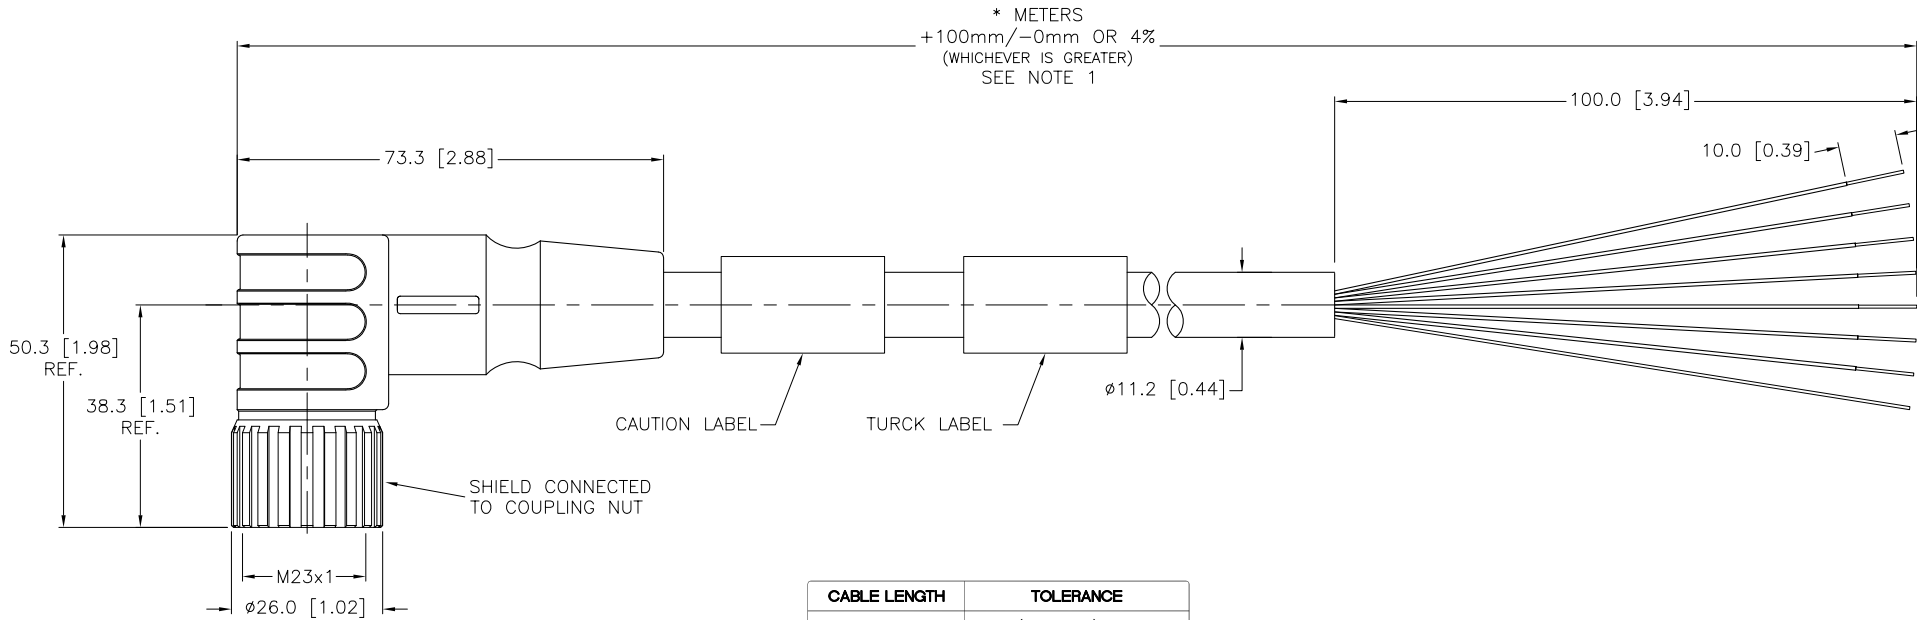 * METERS
+100mm/-0mm OR 4%
(WHICHEVER IS GREATER)
SEE NOTE 1
100.0 [3.94]
10.0 [0.39]
73.3 [2.88]
50.3 [1.98]
REF.
38.3 [1.51]
REF.
ø11.2 [0.44]
CAUTION LABEL
TURCK LABEL
SHIELD CONNECTED
TO COUPLING NUT
M23x1
ø26.0 [1.02]
CABLE LENGTH TOLERANCE